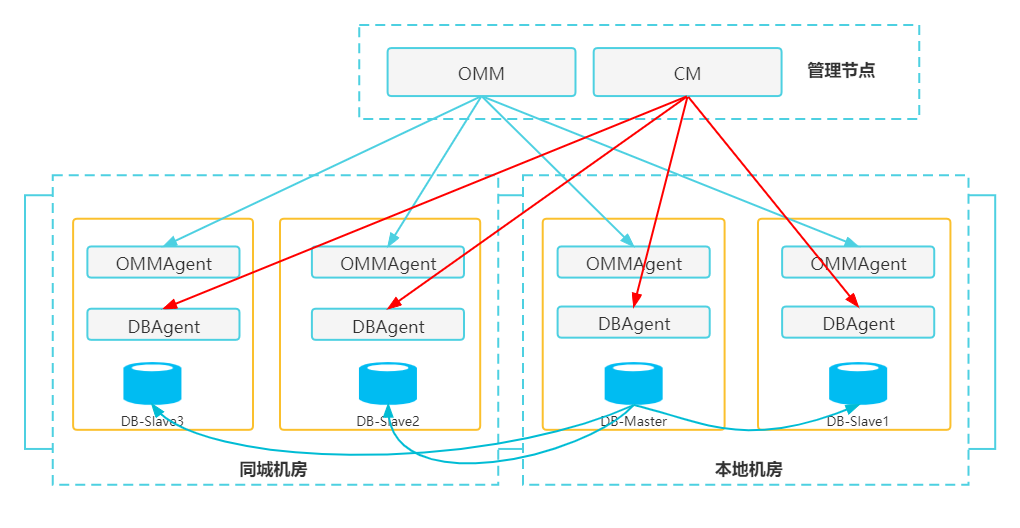 OMM
CM
管理节点
OMMAgent
OMMAgent
OMMAgent
OMMAgent
DBAgent
DBAgent
DBAgent
DBAgent
DB-Slave3
DB-Slave2
DB-Master
DB-Slave1
同城机房
本地机房